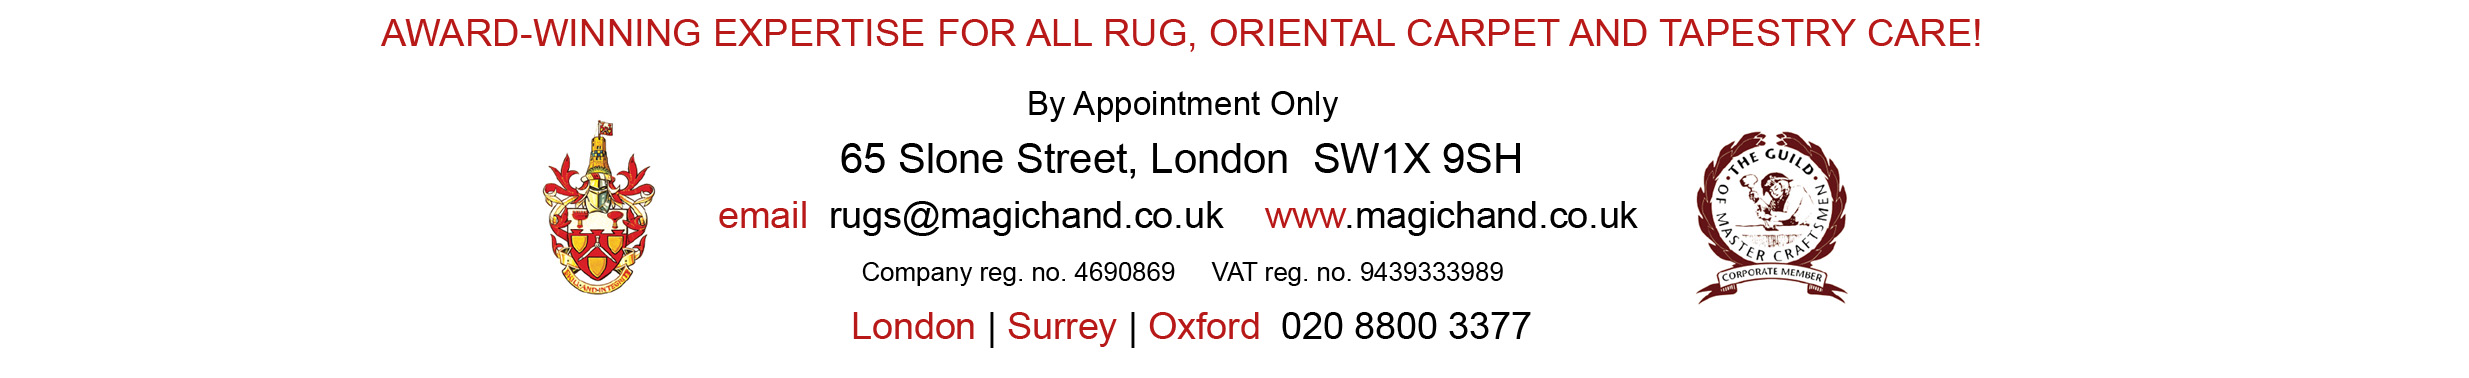 AWARD-WINNING EXPERTISE FOR ALL RUG, ORIENTAL CARPET AND TAPESTRY CARE!
By Appointment Only
65 Slone Street, London SW1X 9SH
email rugs@magichand.co.uk www.magichand.co.uk
Company reg. no. 4690869 VAT reg. no. 9439333989
London | Surrey | Oxford 020 8800 3377
·THE GUILD·
OF MASTER CRAFTSMEN
CORPORATE MEMBER